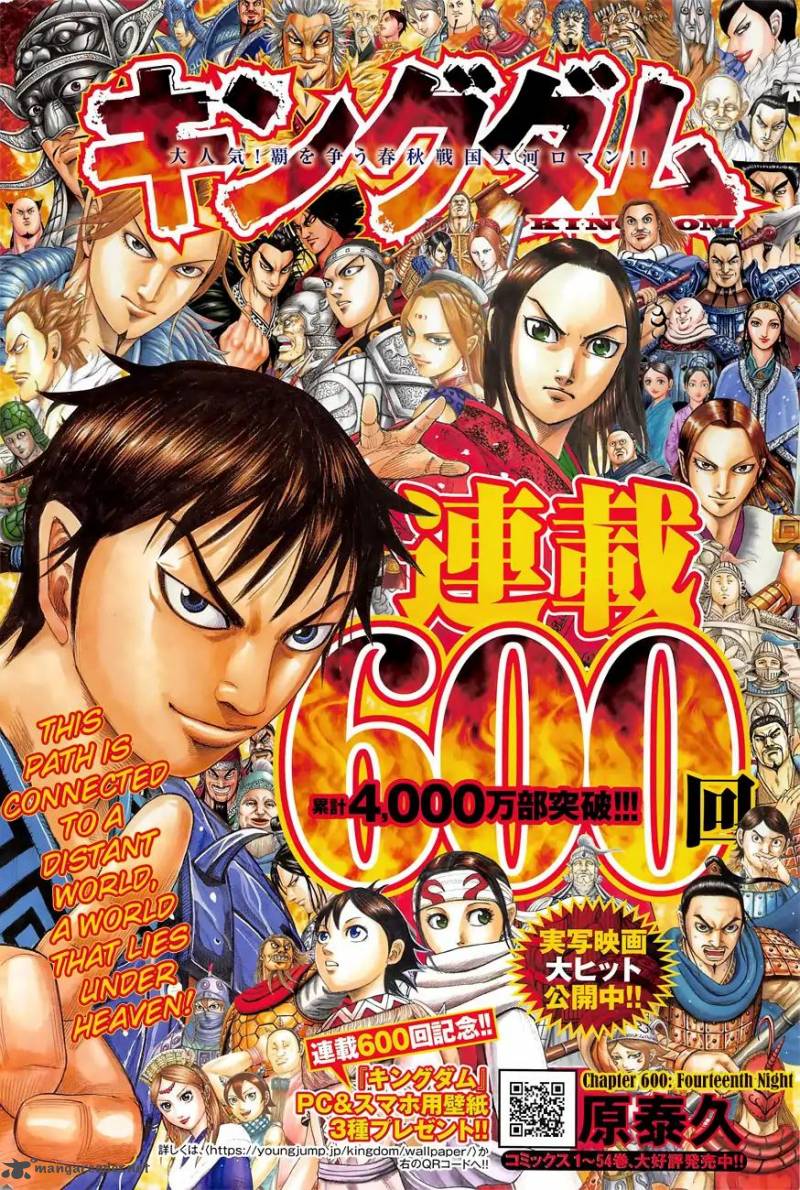 キングダム
大人気!覇を争う春秋戦国大河ロマン!!
KINGDOM
連載
600回
累計4,000万部突破!!!
THIS
PATH IS
CONNECTED
TO A
DISTANT
WORLD,
A WORLD
THAT LIES
UNDER
HEAVEN!
実写映画
大ヒット
公開中!!
連載600回記念!!
『キングダム』
PC&スマホ用壁紙
3種プレゼント!!
詳しくは、〈https://youngjump.jp/kingdom/wallpaper/〉か
右のQRコードへ!!
Chapter 600: Fourteenth Night
原泰久
コミックス1〜54巻、大好評発売中!!
mangareader.net